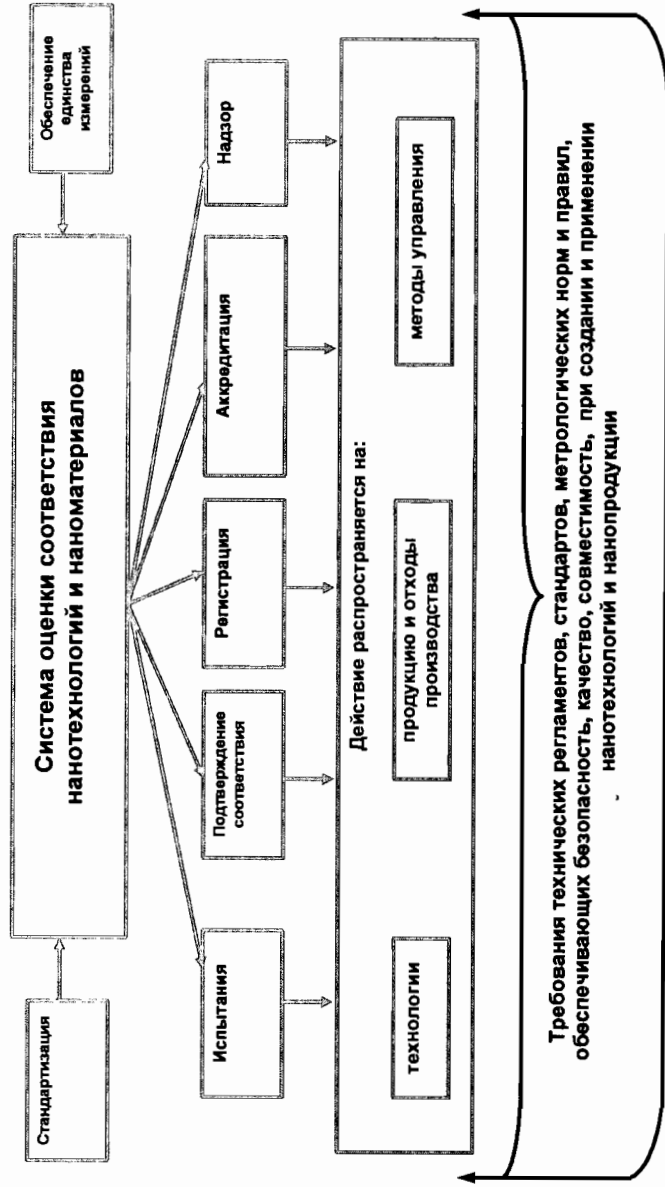 Стандартизация
Система оценки соответствия
нанотехнологий и наноматериалов
Обеспечение
единства
измерений
Испытания
Подтверждение
соответствия
Регистрация
Аккредитация
Надзор
Действие распространяется на:
технологии
продукцию и отходы
производства
методы управления
Требования технических регламентов, стандартов, метрологических норм и правил,
обеспечивающих безопасность, качество, совместимость, при создании и применении
нанотехнологий и нанопродукции